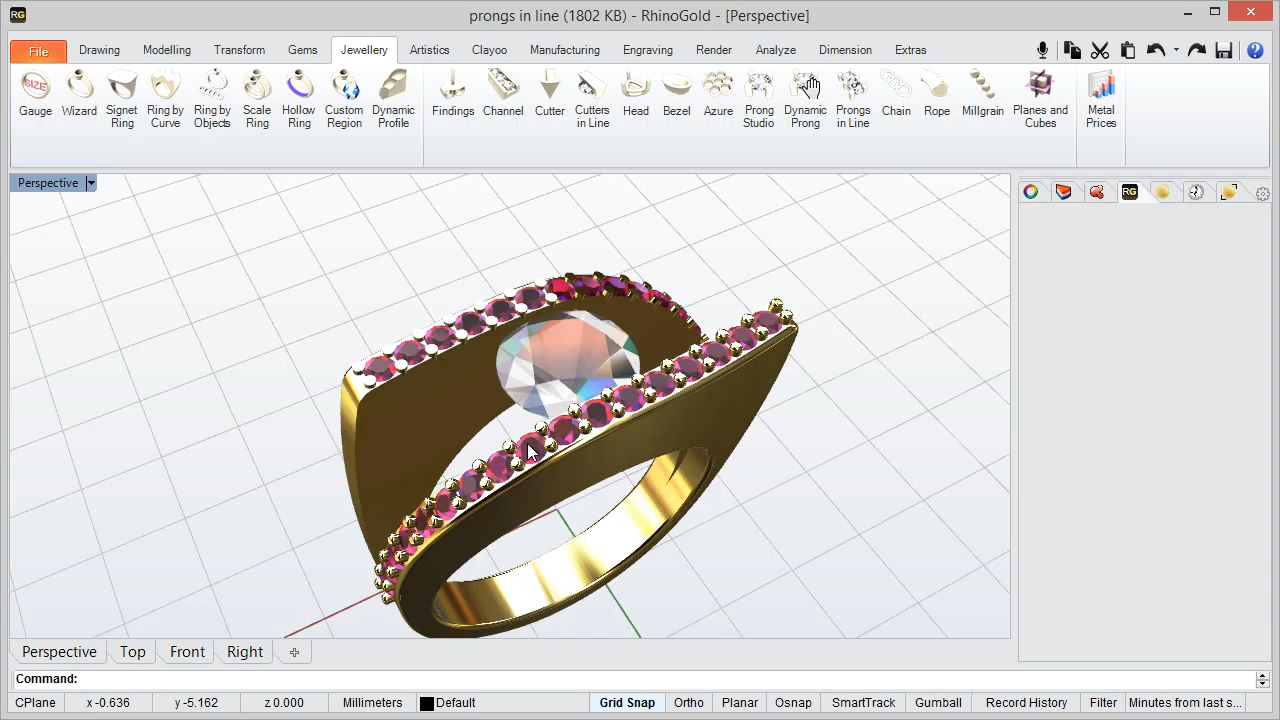 RG
prongs in line (1802 KB) - RhinoGold - [Perspective]
File Drawing Modelling Transform Gems Jewellery Artistics Clayoo Manufacturing Engraving Render Analyze Dimension Extras
SIZE
Gauge Wizard Signet Ring Ring by Curve Ring by Objects Scale Ring Hollow Ring Custom Region Dynamic Profile Findings Channel Cutter Cutters in Line Head Bezel Azure Prong Studio Dynamic Prong Prongs in Line Chain Rope Millgrain Planes and Cubes Metal Prices
Perspective
RG
Perspective Top Front Right
Command:
CPlane x -0.636 y -5.162 z 0.000 Millimeters Default Grid Snap Ortho Planar Osnap SmartTrack Gumball Record History Filter Minutes from last s...